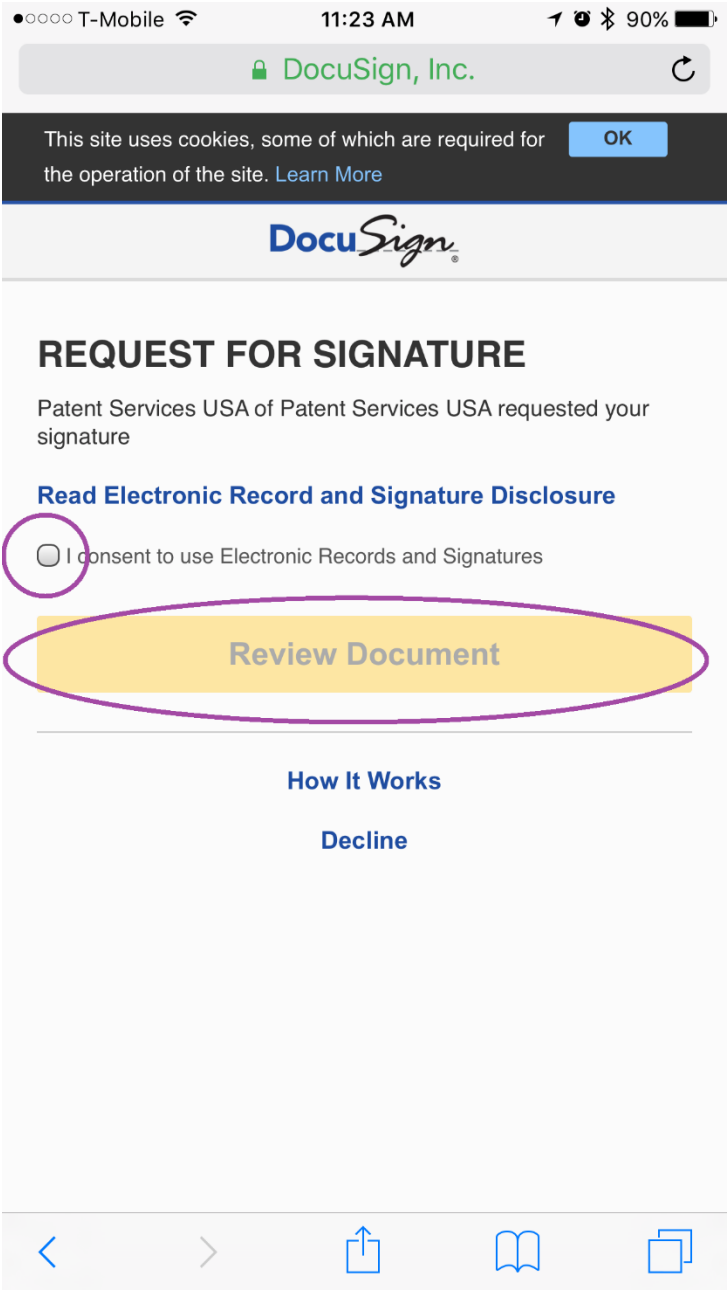 T-Mobile 11:23 AM 90%
DocuSign, Inc.
This site uses cookies, some of which are required for
the operation of the site. Learn More
OK
DocuSign®
REQUEST FOR SIGNATURE
Patent Services USA of Patent Services USA requested your
signature
Read Electronic Record and Signature Disclosure
I consent to use Electronic Records and Signatures
Review Document
How It Works
Decline